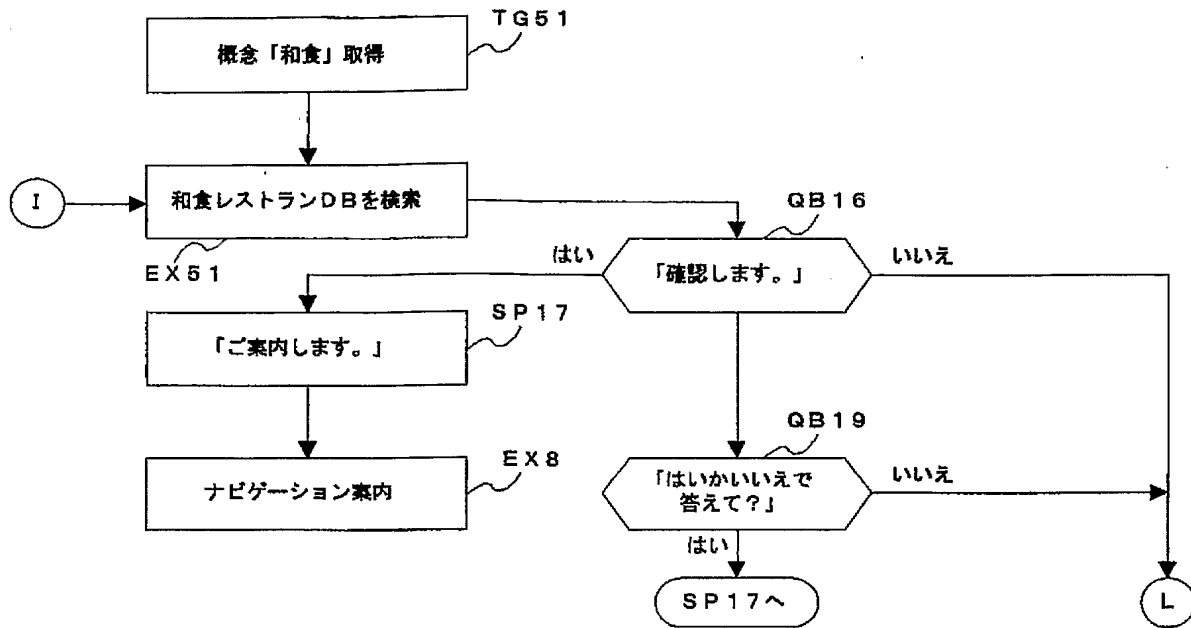 TG51
概念「和食」取得
I
和食レストランDBを検索
EX51
QB16
「確認します。」
はい
いいえ
SP17
「ご案内します。」
QB19
「はいかいいえで
答えて?」
いいえ
はい
EX8
ナビゲーション案内
SP17へ
L